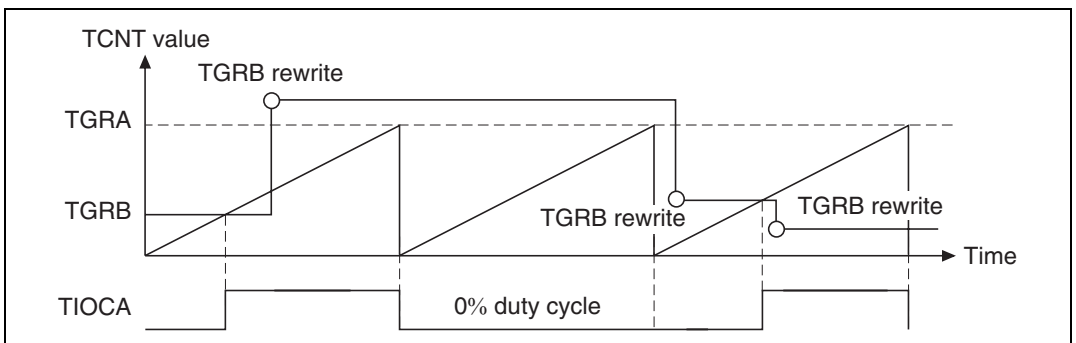 TCNT value
TGRB rewrite
TGRA
TGRB
TGRB rewrite
TGRB rewrite
Time
TIOCA
0% duty cycle